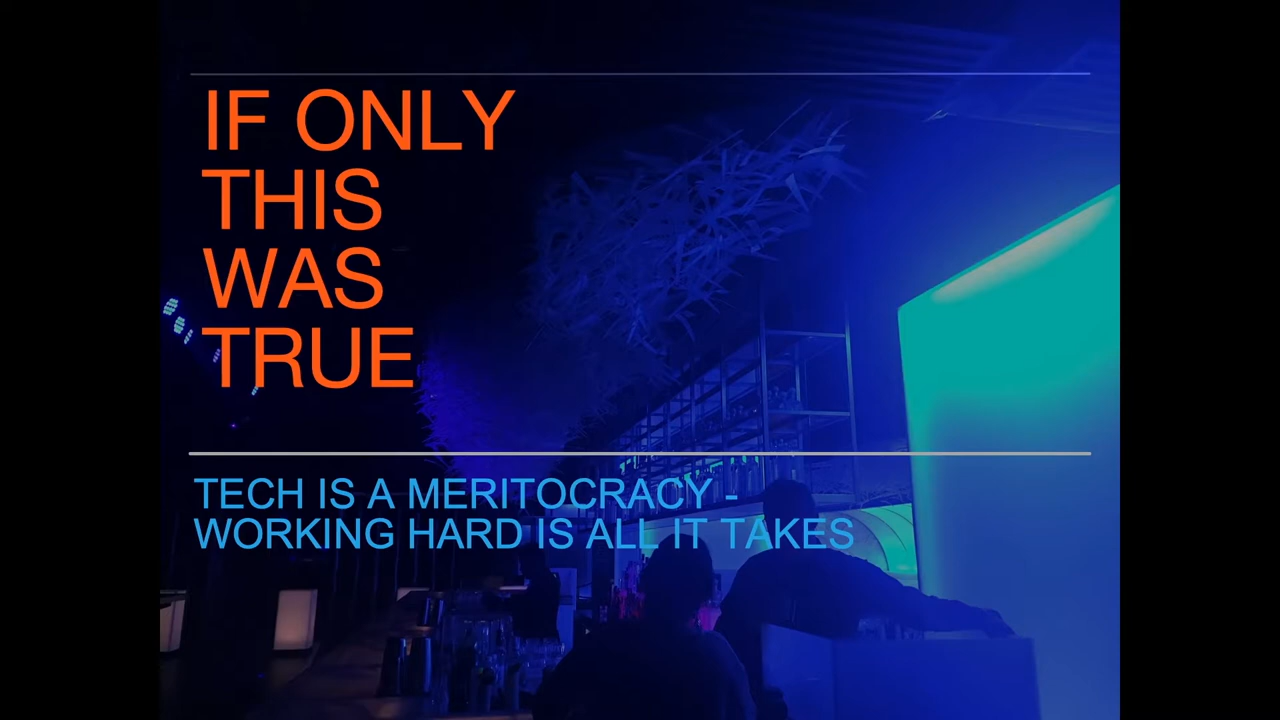 IF ONLY
THIS
WAS
TRUE
TECH IS A MERITOCRACY -
WORKING HARD IS ALL IT TAKES